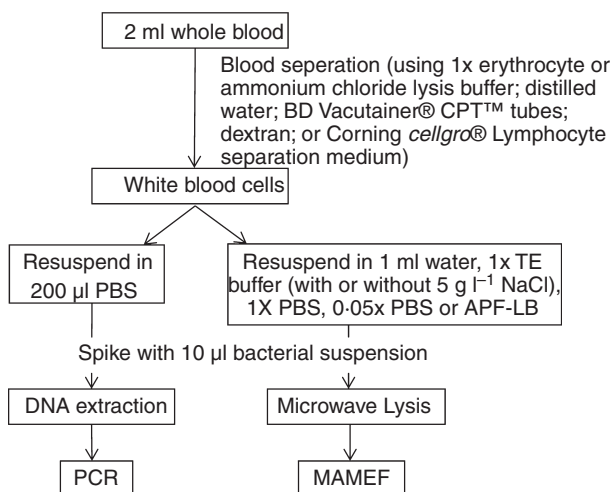 2 ml whole blood
Blood seperation (using 1x erythrocyte or
ammonium chloride lysis buffer; distilled
water; BD Vacutainer® CPT™ tubes;
dextran; or Corning cellgro® Lymphocyte
separation medium)
White blood cells
Resuspend in
200 µl PBS
Resuspend in 1 ml water, 1x TE
buffer (with or without 5 g l⁻¹ NaCl),
1X PBS, 0·05x PBS or APF-LB
Spike with 10 µl bacterial suspension
DNA extraction
Microwave Lysis
PCR
MAMEF